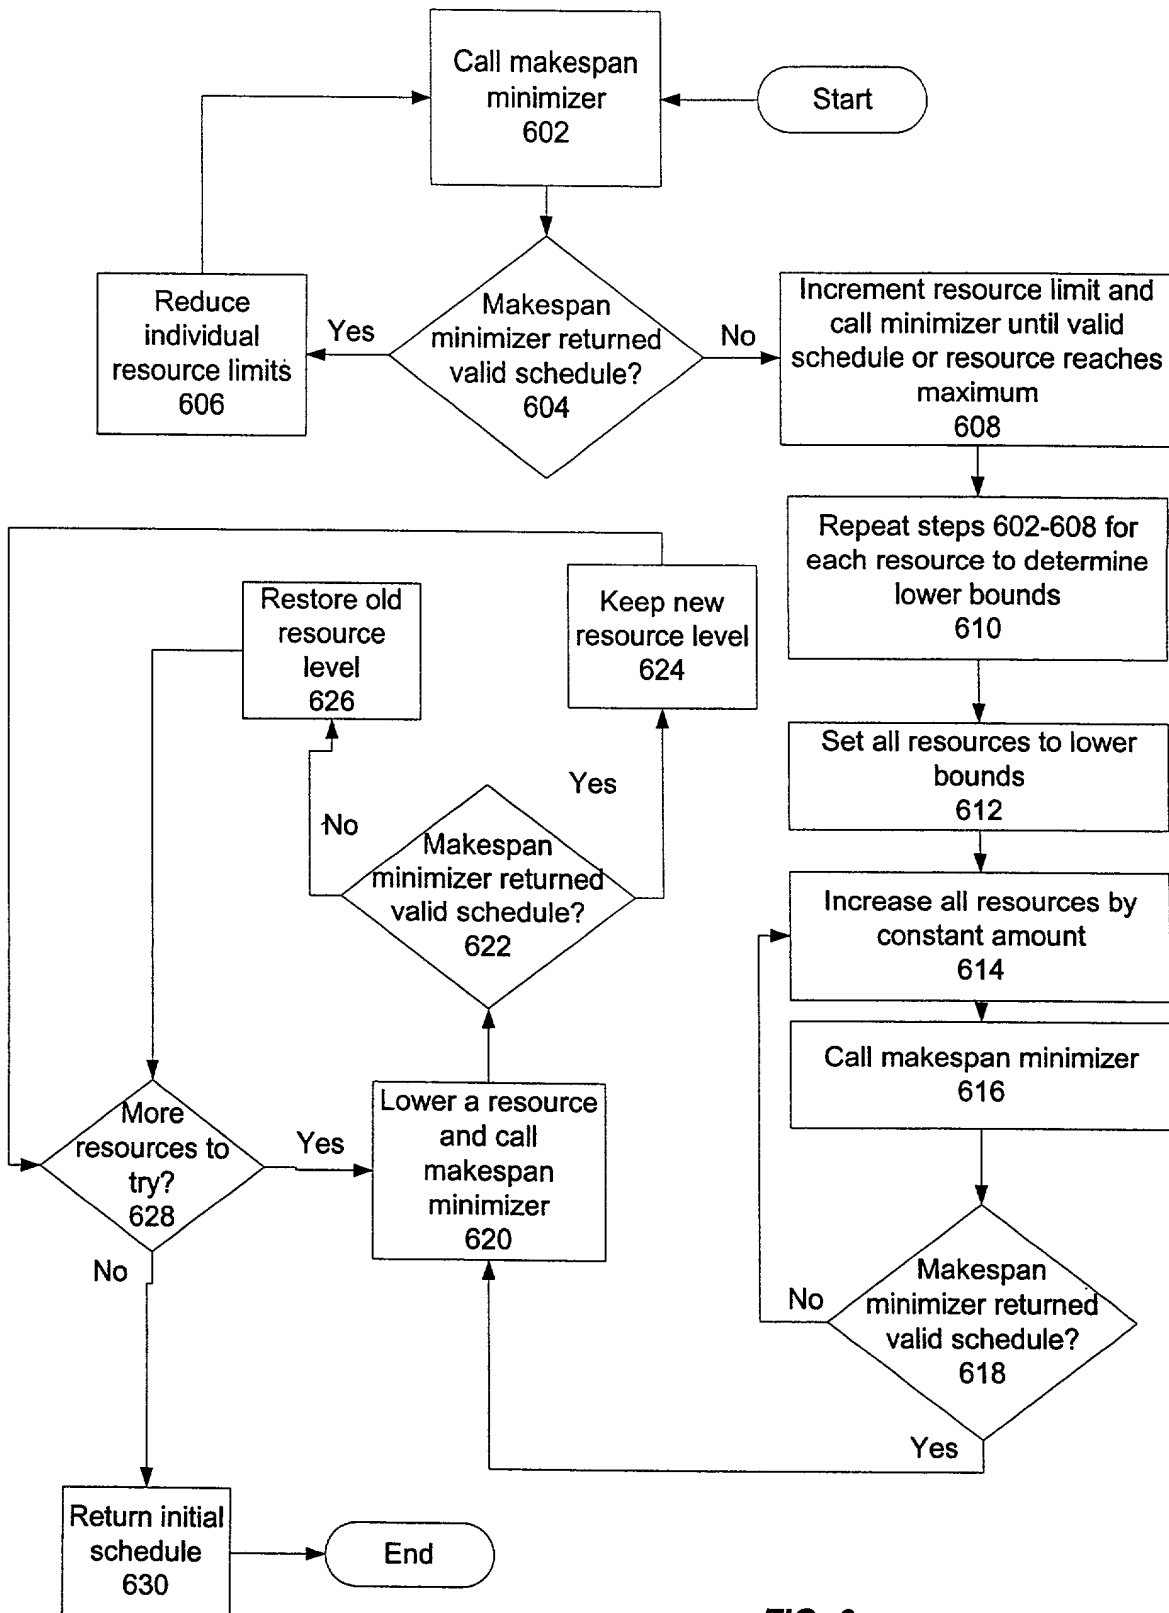 Call makespan
minimizer
602
Start
Makespan
minimizer returned
valid schedule?
604
Yes
No
Reduce
individual
resource limits
606
Increment resource limit and
call minimizer until valid
schedule or resource reaches
maximum
608
Repeat steps 602-608 for
each resource to determine
lower bounds
610
Restore old
resource
level
626
Keep new
resource level
624
Set all resources to lower
bounds
612
No
Yes
Makespan
minimizer returned
valid schedule?
622
Increase all resources by
constant amount
614
Call makespan minimizer
616
More
resources to
try?
628
Yes
Lower a resource
and call
makespan
minimizer
620
No
No
Makespan
minimizer returned
valid schedule?
618
Yes
Return initial
schedule
630
End